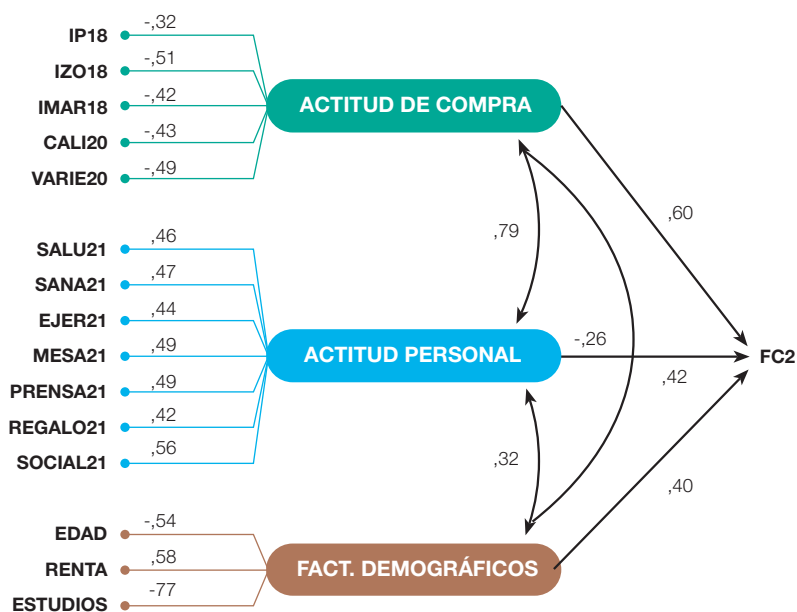 IP18 -,32
IZO18 -,51
IMAR18 -,42
CALI20 -,43
VARIE20 -,49
ACTITUD DE COMPRA
,60
,79
SALU21 ,46
SANA21 ,47
EJER21 ,44
MESA21 ,49
PRENSA21 ,49
REGALO21 ,42
SOCIAL21 ,56
ACTITUD PERSONAL
-,26
,42
FC2
,32
,40
EDAD -,54
RENTA ,58
ESTUDIOS -77
FACT. DEMOGRÁFICOS